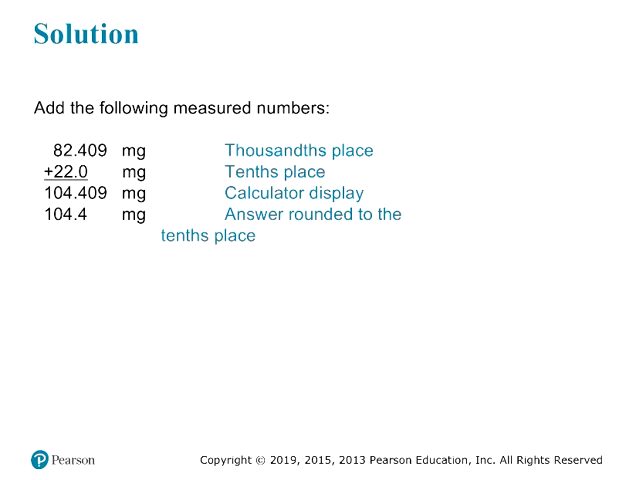 Solution
Add the following measured numbers:
82.409 mg Thousandths place
+22.0 mg Tenths place
104.409 mg Calculator display
104.4 mg Answer rounded to the
tenths place
Pearson
Copyright © 2019, 2015, 2013 Pearson Education, Inc. All Rights Reserved